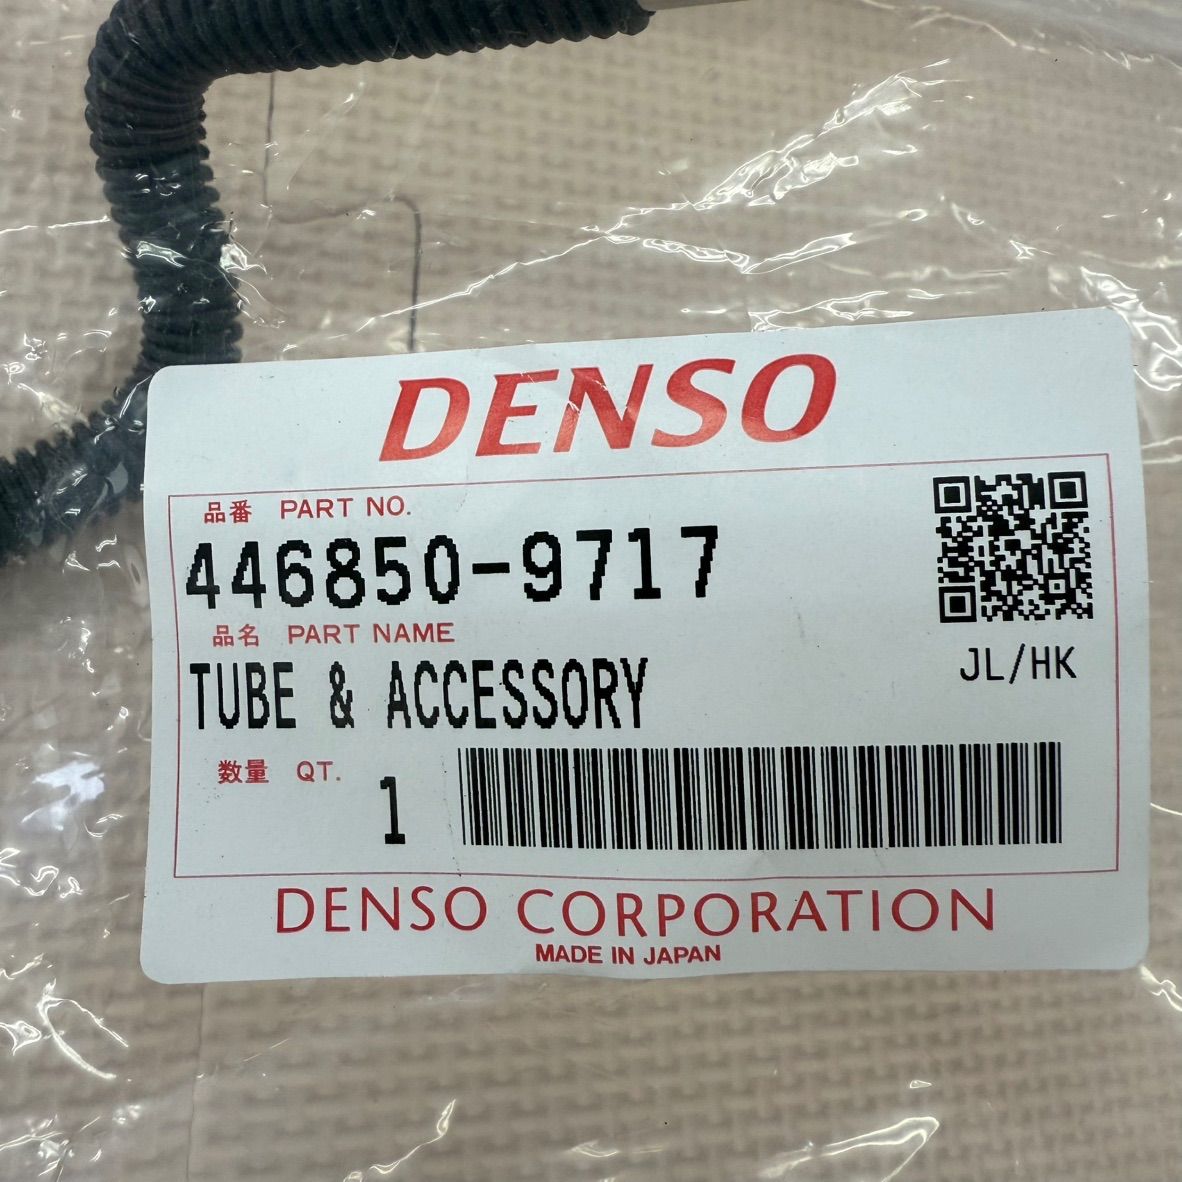 DENSO
品番 PART NO.
446850-9717
品名 PART NAME
TUBE & ACCESSORY
JL/HK
数量 QT.
1
DENSO CORPORATION
MADE IN JAPAN